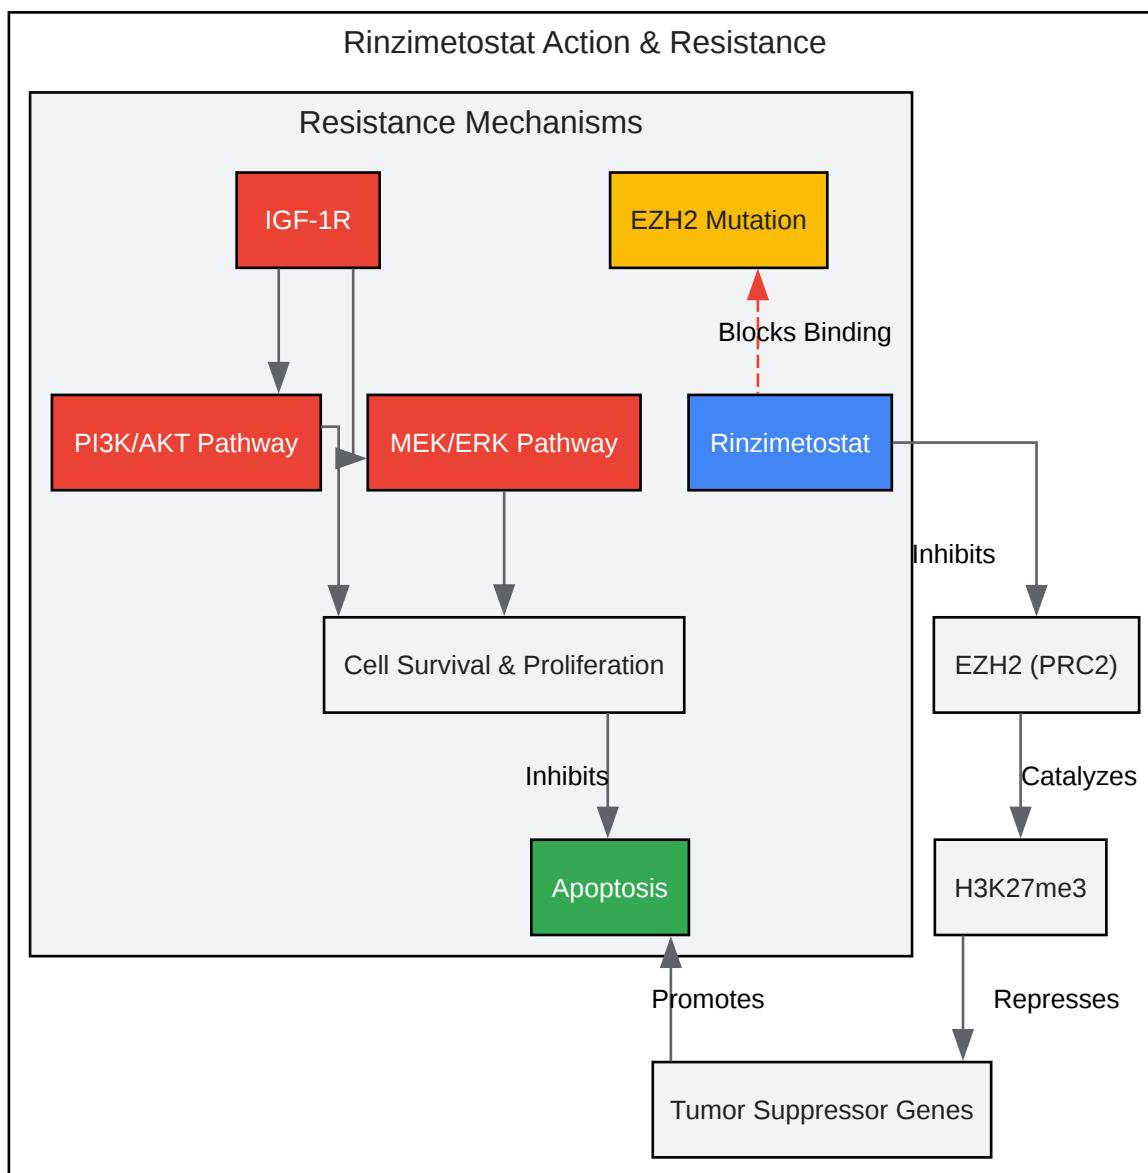 Rinzimetostat Action & Resistance
Resistance Mechanisms
IGF-1R
EZH2 Mutation
Blocks Binding
PI3K/AKT Pathway
MEK/ERK Pathway
Rinzimetostat
Inhibits
Cell Survival & Proliferation
EZH2 (PRC2)
Inhibits
Catalyzes
Apoptosis
H3K27me3
Promotes
Represses
Tumor Suppressor Genes